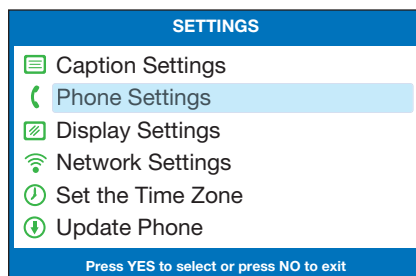 SETTINGS
Caption Settings
Phone Settings
Display Settings
Network Settings
Set the Time Zone
Update Phone
Press YES to select or press NO to exit